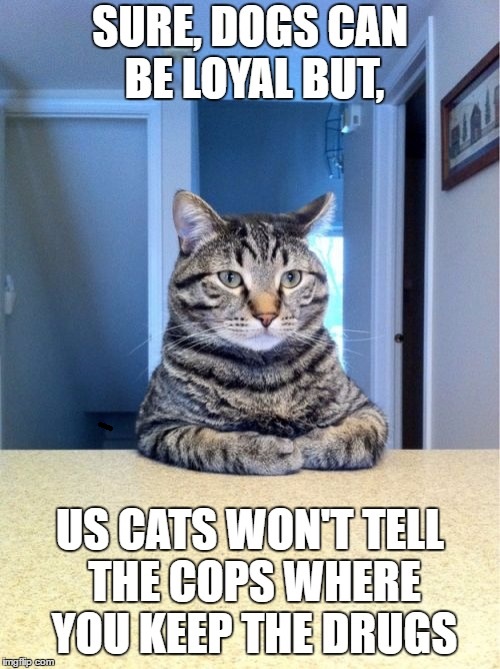 SURE, DOGS CAN
BE LOYAL BUT,
US CATS WON'T TELL
THE COPS WHERE
YOU KEEP THE DRUGS
imgflip.com